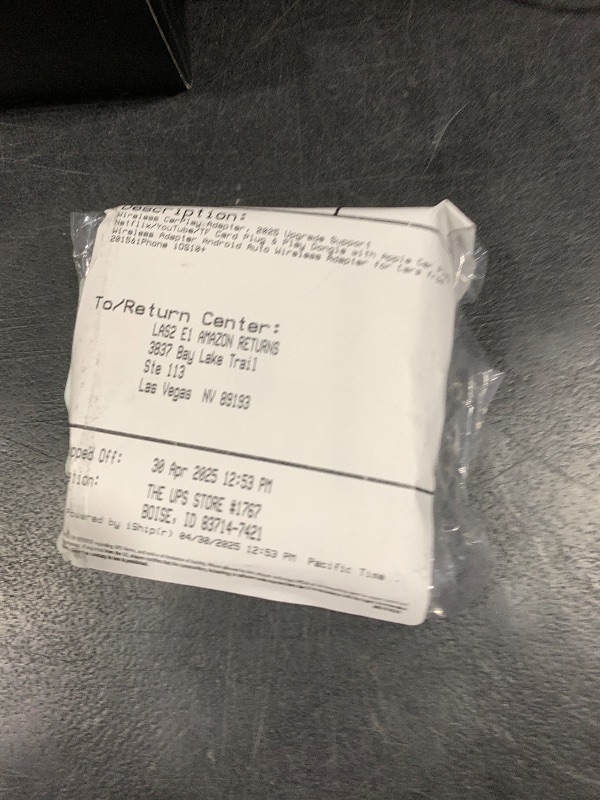 Description:
Wireless CarPlay Adapter, 2025 Upgrade Support
Netflix/YouTube/TF Card Plug & Play Dongle with Apple Car
Wireless Adapter Android Auto Wireless Adapter for Cars
2015&iPhone iOS10+
To/Return Center:
LAS2 E1 AMAZON RETURNS
3837 Bay Lake Trail
Ste 113
Las Vegas NV 89193
pped Off: 30 Apr 2025 12:53 PM
tion: THE UPS STORE #1767
BOISE, ID 83714-7421
Powered by iShip(r) 04/30/2025 12:53 PM Pacific Time